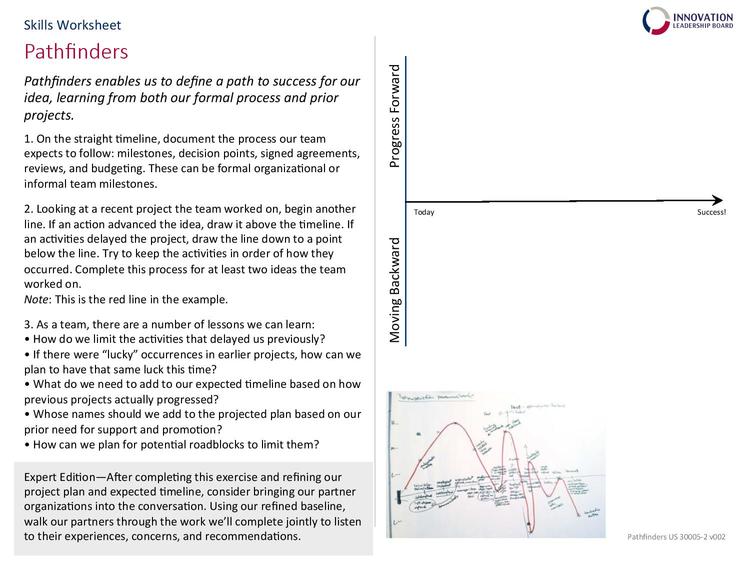 Skills Worksheet
INNOVATION
LEADERSHIP BOARD
Pathfinders
Pathfinders enables us to define a path to success for our
idea, learning from both our formal process and prior
projects.
1. On the straight timeline, document the process our team
expects to follow: milestones, decision points, signed agreements,
reviews, and budgeting. These can be formal organizational or
informal team milestones.
2. Looking at a recent project the team worked on, begin another
line. If an action advanced the idea, draw it above the timeline. If
an activities delayed the project, draw the line down to a point
below the line. Try to keep the activities in order of how they
occurred. Complete this process for at least two ideas the team
worked on.
Note: This is the red line in the example.
3. As a team, there are a number of lessons we can learn:
• How do we limit the activities that delayed us previously?
• If there were “lucky” occurrences in earlier projects, how can we
plan to have that same luck this time?
• What do we need to add to our expected timeline based on how
previous projects actually progressed?
• Whose names should we add to the projected plan based on our
prior need for support and promotion?
• How can we plan for potential roadblocks to limit them?
Expert Edition—After completing this exercise and refining our
project plan and expected timeline, consider bringing our partner
organizations into the conversation. Using our refined baseline,
walk our partners through the work we’ll complete jointly to listen
to their experiences, concerns, and recommendations.
Progress Forward
Today
Success!
Moving Backward
Pathfinders US 30005-2 v002